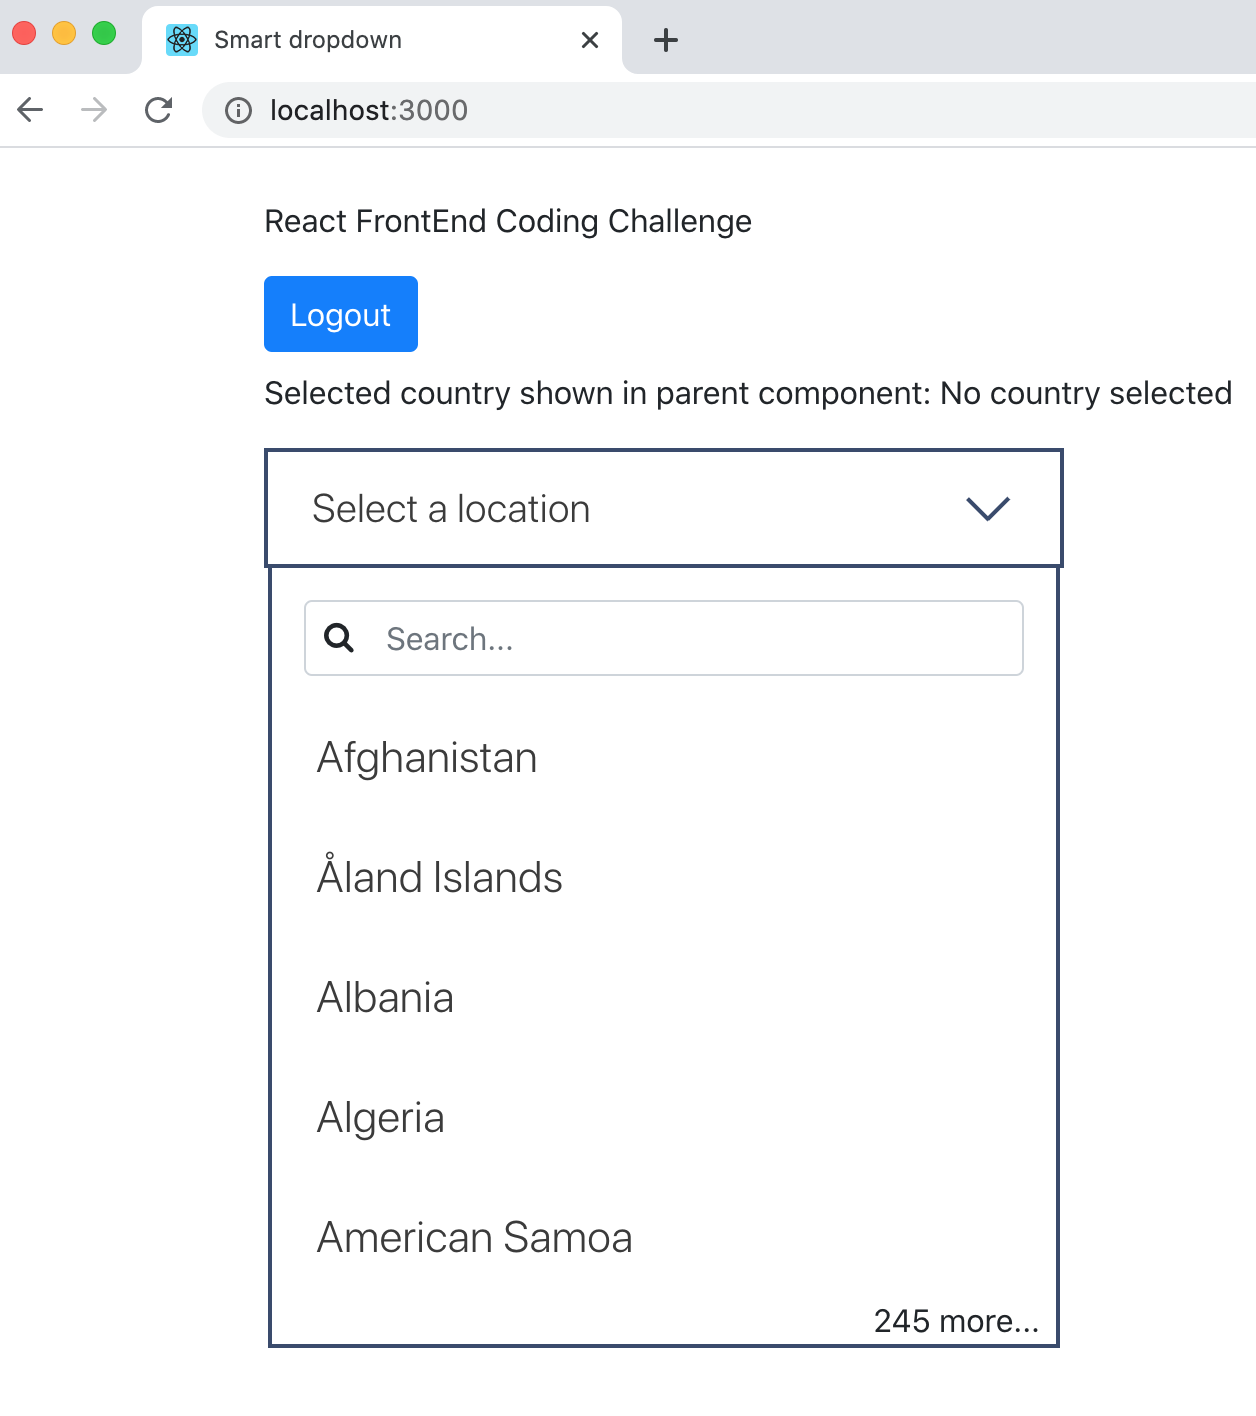 Smart dropdown
localhost:3000
React FrontEnd Coding Challenge
Logout
Selected country shown in parent component: No country selected
Select a location
Search...
Afghanistan
Åland Islands
Albania
Algeria
American Samoa
245 more...